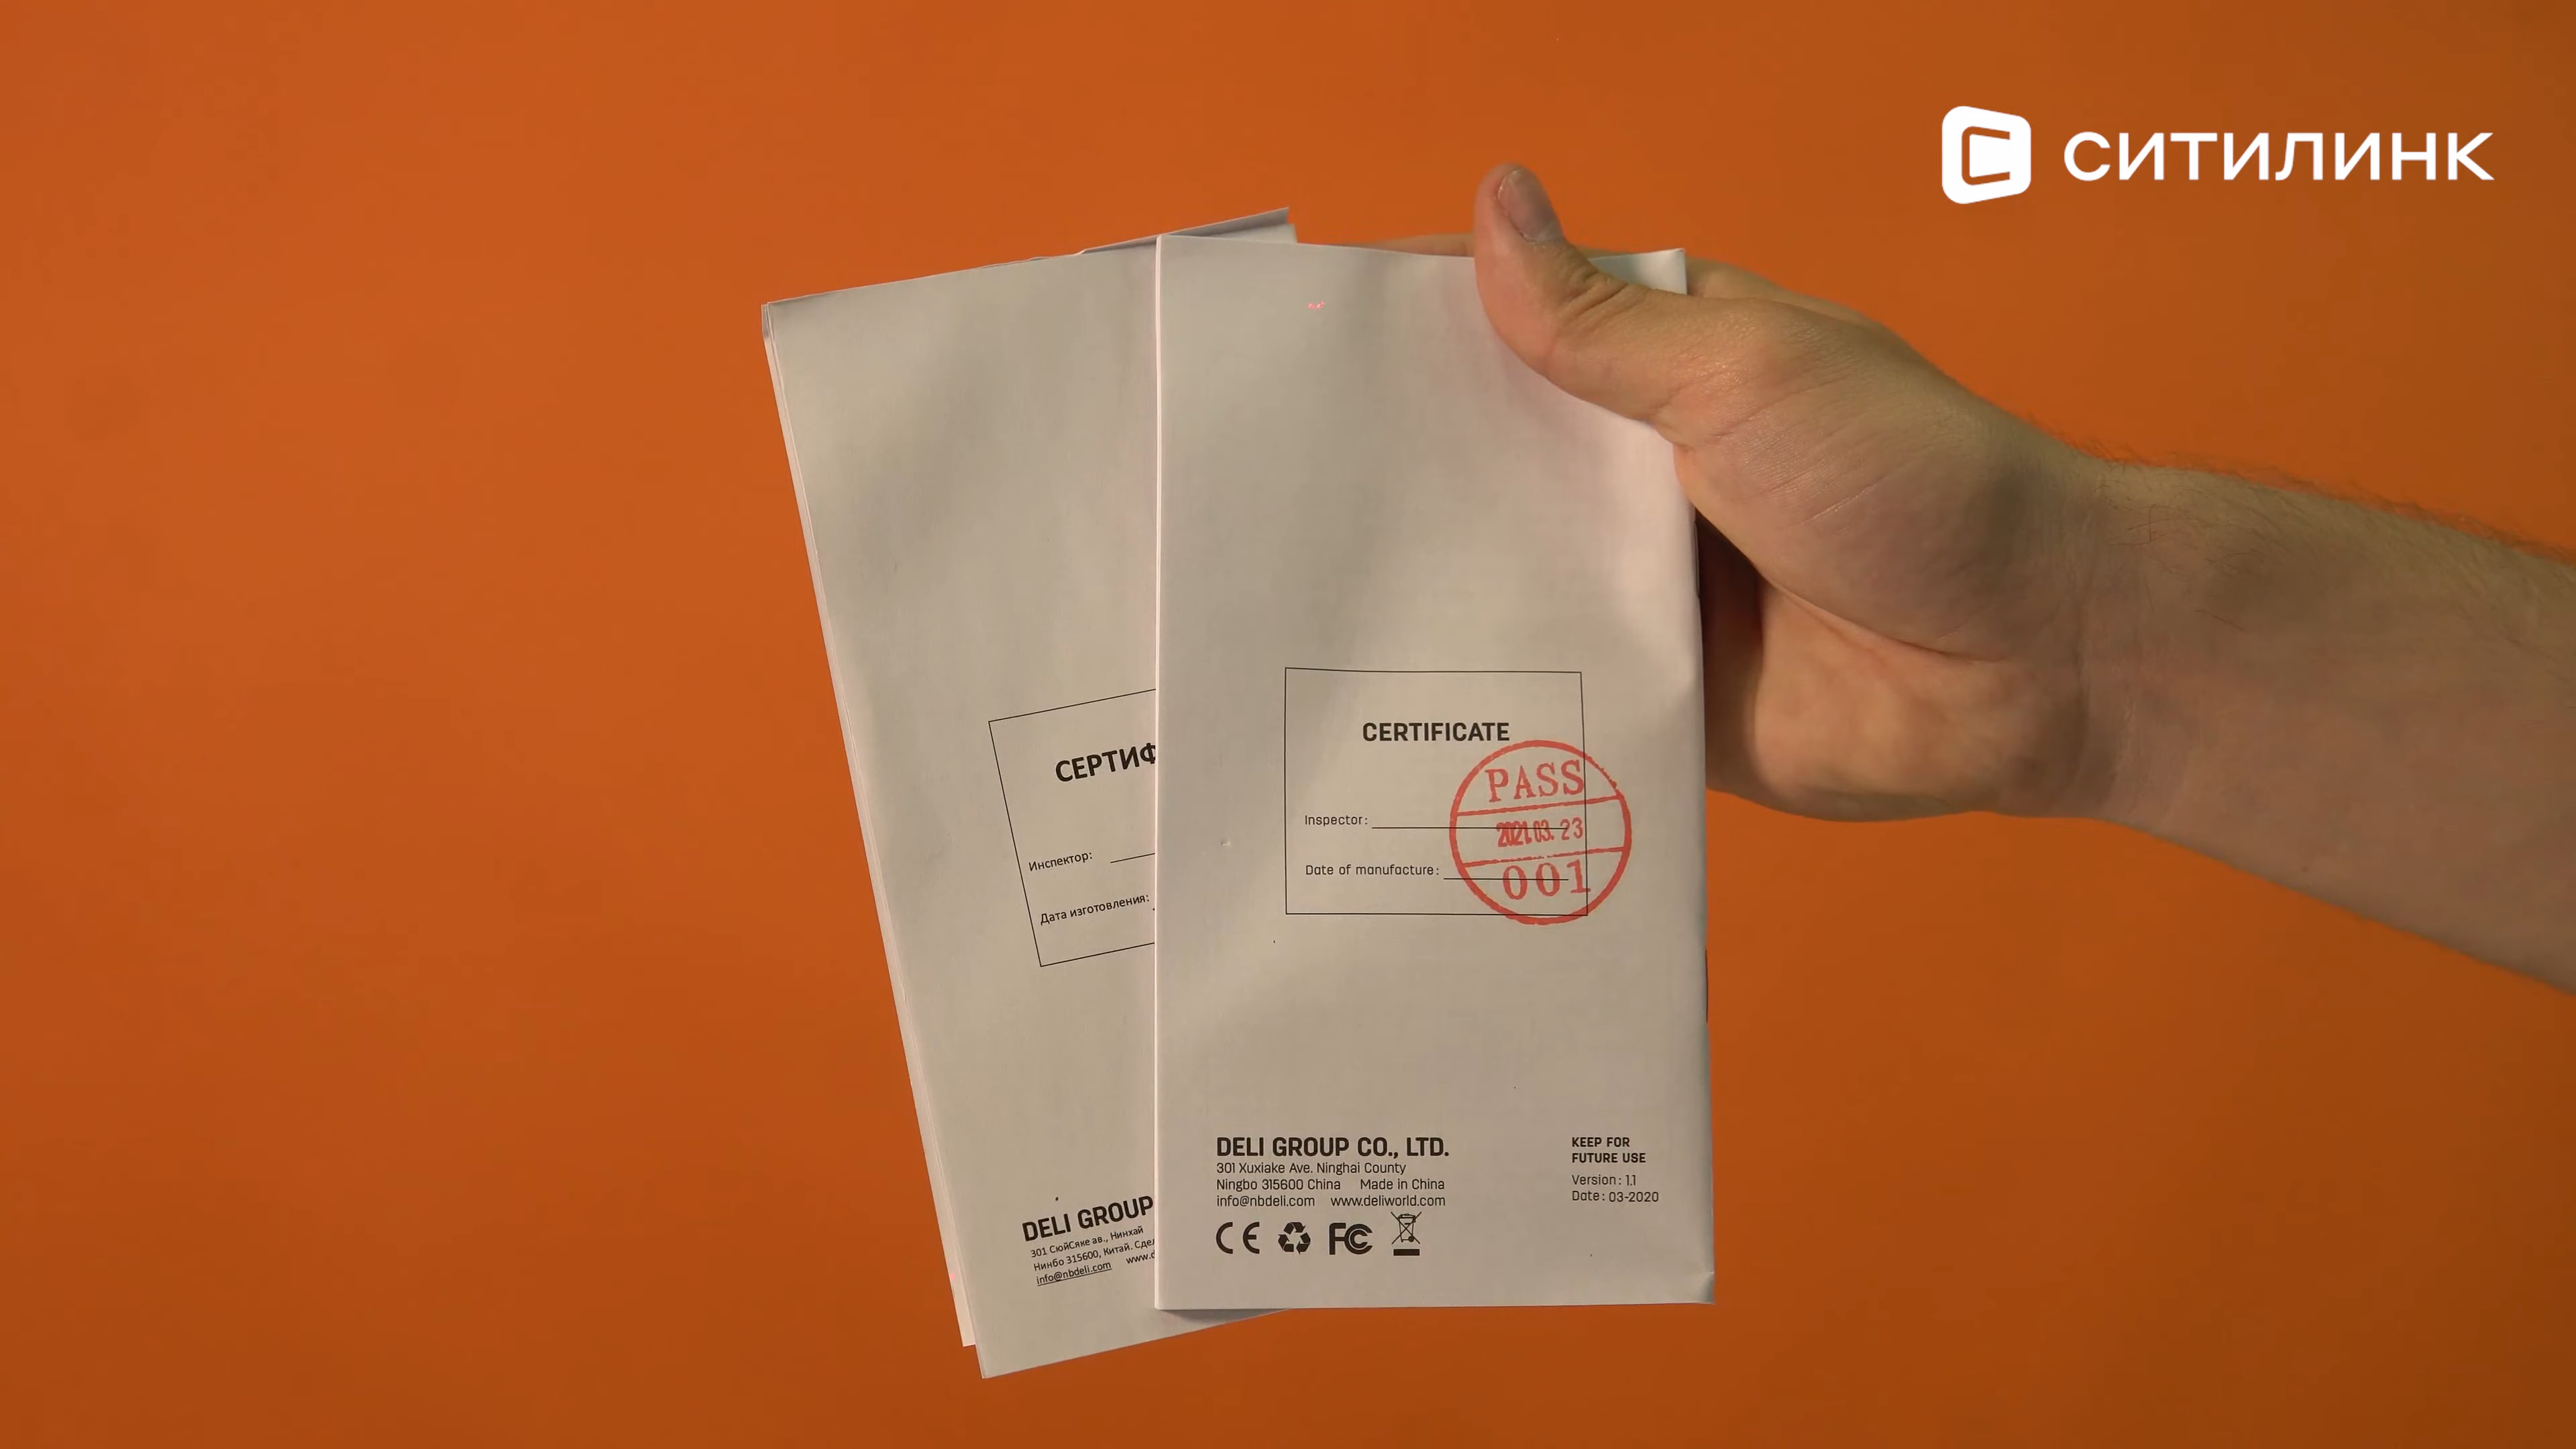 СИТИЛИНК
СЕРТИФ
Инспектор:
Дата изготовления:
DELI GROUP
301 СюйСяке ав., Нинхай
Нинбо 315600, Китай. Сдел
info@nbdeli.com www.d
CERTIFICATE
Inspector:
Date of manufacture:
PASS
2021.03.23
001
DELI GROUP CO., LTD.
301 Xuxiake Ave. Ninghai County
Ningbo 315600 China Made in China
info@nbdeli.com www.deliworld.com
CE FC
KEEP FOR
FUTURE USE
Version: 1.1
Date: 03-2020